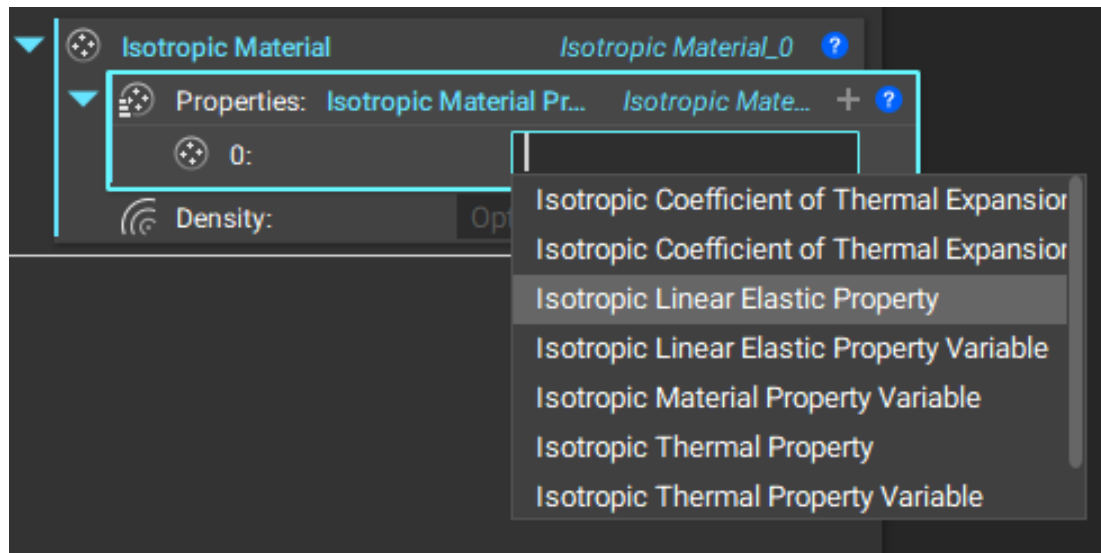 Isotropic Material Isotropic Material_0 ?
Properties: Isotropic Material Pr... Isotropic Mate... + ?
0:
Density: Opt
Isotropic Coefficient of Thermal Expansion
Isotropic Coefficient of Thermal Expansion
Isotropic Linear Elastic Property
Isotropic Linear Elastic Property Variable
Isotropic Material Property Variable
Isotropic Thermal Property
Isotropic Thermal Property Variable